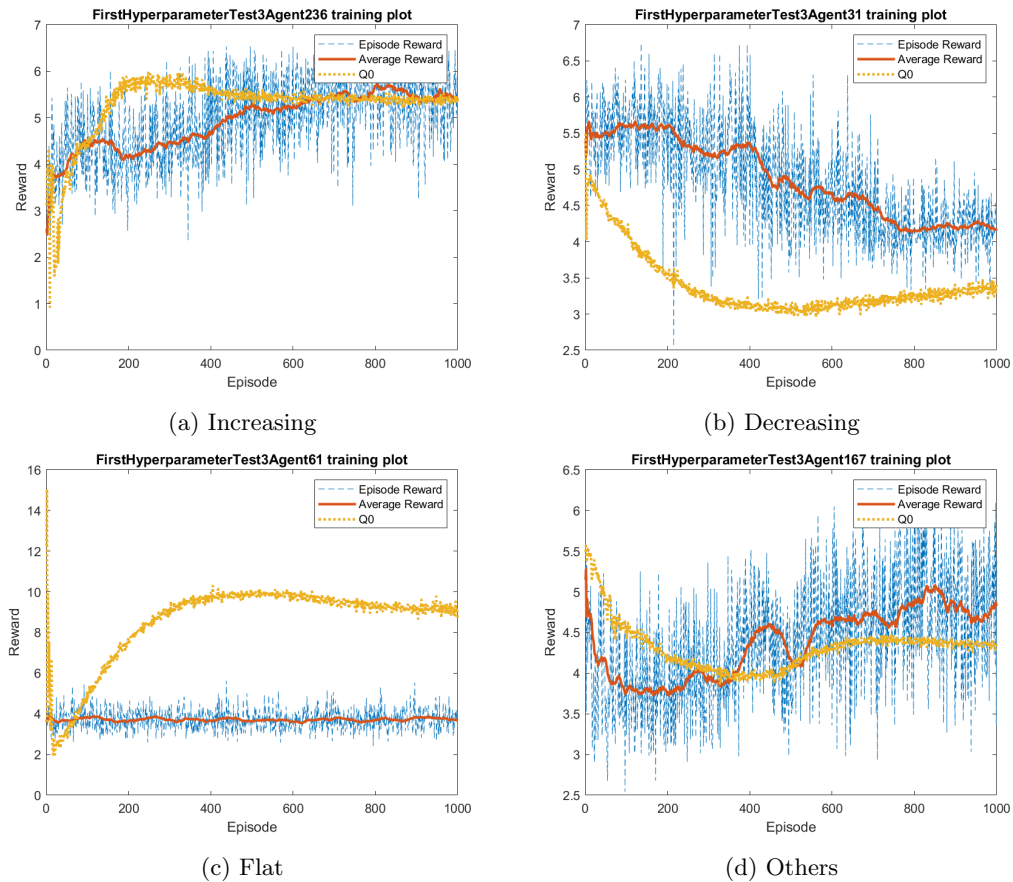 FirstHyperparameterTest3Agent236 training plot
7
6
5
4
3
2
1
0
Reward
0
200
400
600
800
1000
Episode
Episode Reward
Average Reward
Q0
(a) Increasing
FirstHyperparameterTest3Agent31 training plot
7
6.5
6
5.5
5
4.5
4
3.5
3
2.5
Reward
0
200
400
600
800
1000
Episode
Episode Reward
Average Reward
Q0
(b) Decreasing
FirstHyperparameterTest3Agent61 training plot
16
14
12
10
8
6
4
2
0
Reward
0
200
400
600
800
1000
Episode
Episode Reward
Average Reward
Q0
(c) Flat
FirstHyperparameterTest3Agent167 training plot
6.5
6
5.5
5
4.5
4
3.5
3
2.5
Reward
0
200
400
600
800
1000
Episode
Episode Reward
Average Reward
Q0
(d) Others